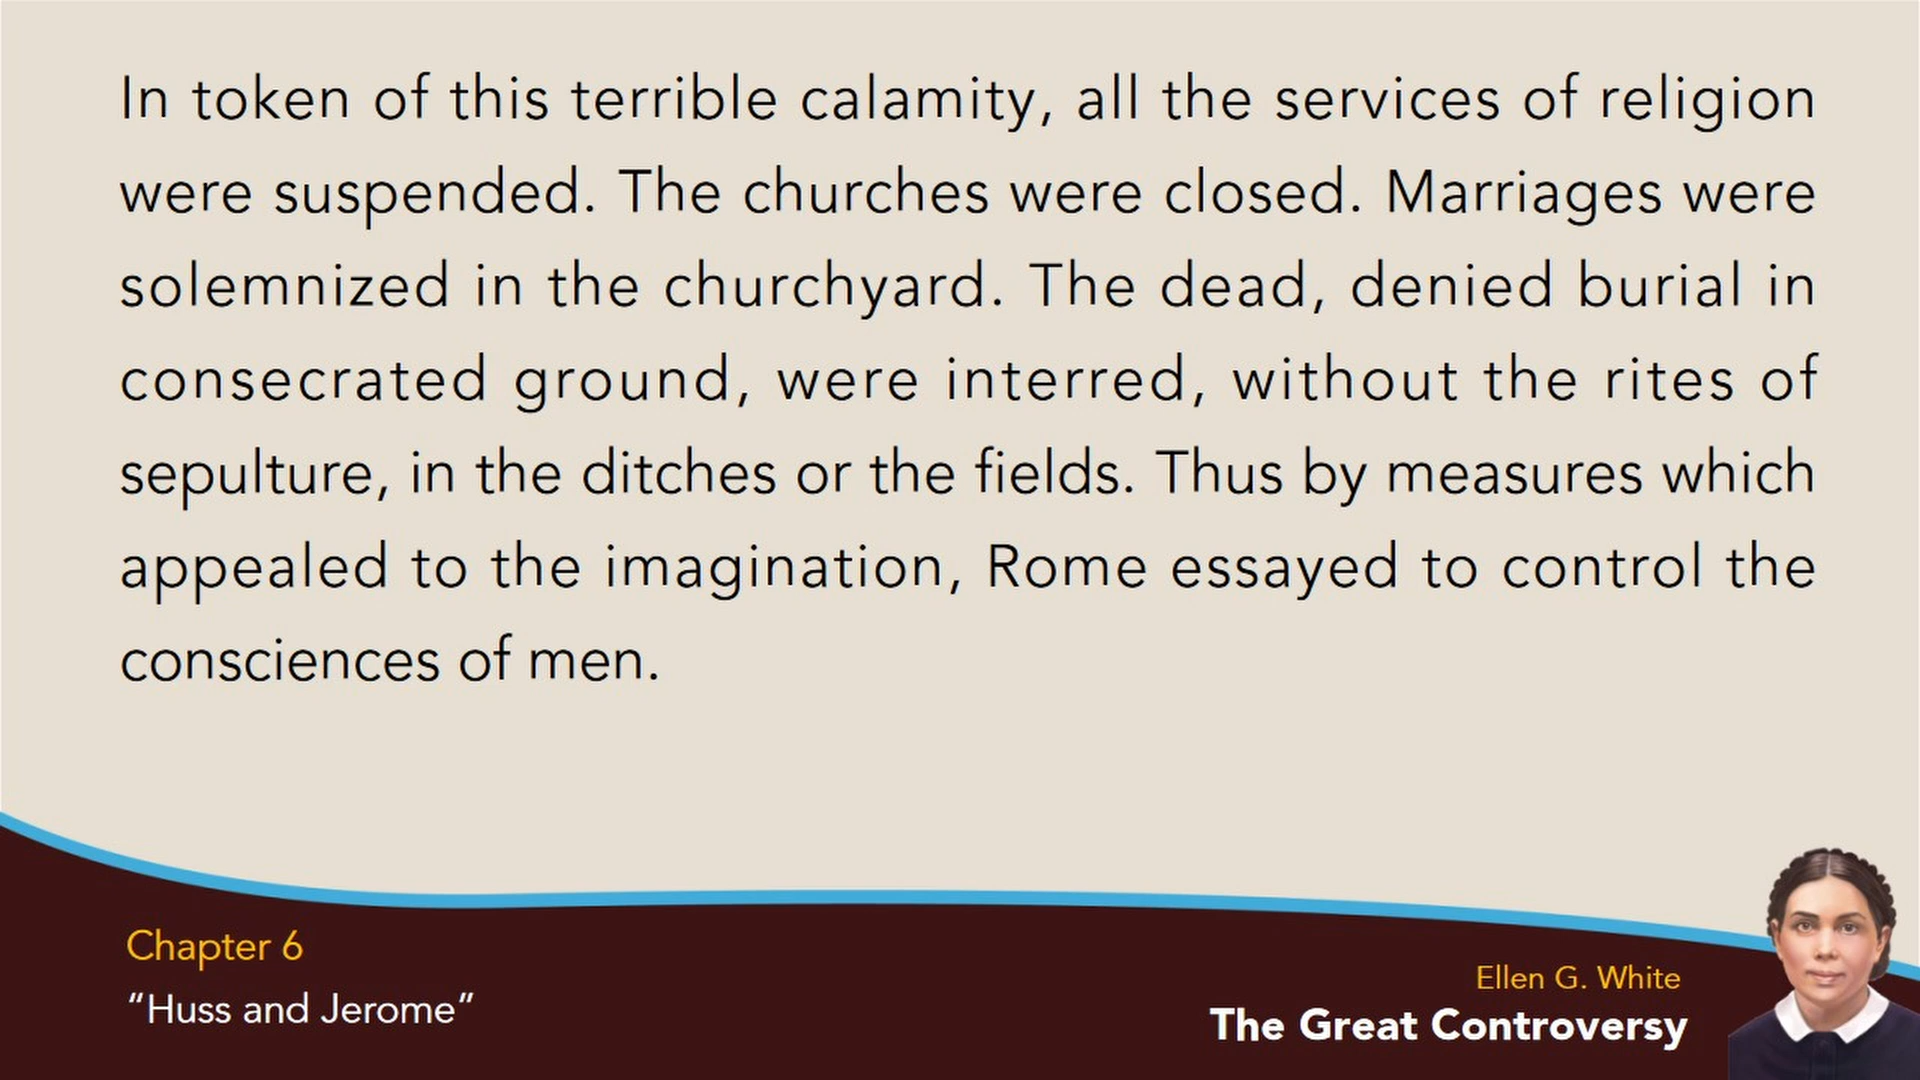 In token of this terrible calamity, all the services of religion
were suspended. The churches were closed. Marriages were
solemnized in the churchyard. The dead, denied burial in
consecrated ground, were interred, without the rites of
sepulture, in the ditches or the fields. Thus by measures which
appealed to the imagination, Rome essayed to control the
consciences of men.
Chapter 6
“Huss and Jerome”
Ellen G. White
The Great Controversy